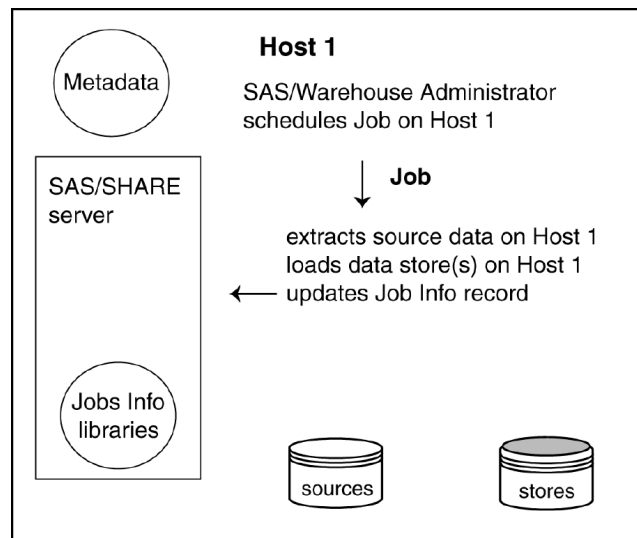 Host 1
Metadata
SAS/Warehouse Administrator
schedules Job on Host 1
Job
SAS/SHARE
server
extracts source data on Host 1
loads data store(s) on Host 1
updates Job Info record
Jobs Info
libraries
sources
stores